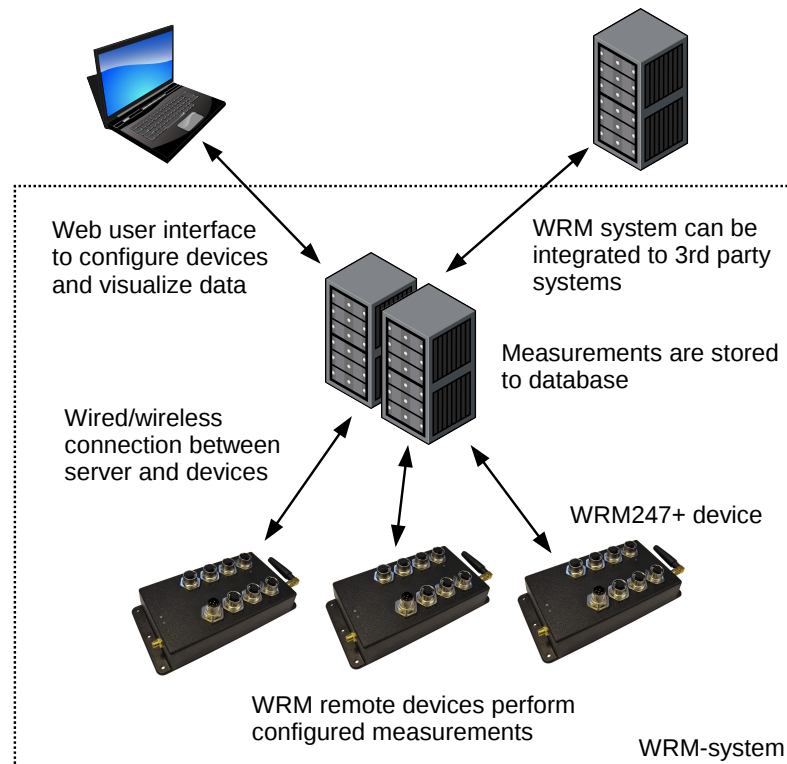 Web user interface
to configure devices
and visualize data
WRM system can be
integrated to 3rd party
systems
Measurements are stored
to database
Wired/wireless
connection between
server and devices
WRM247+ device
WRM remote devices perform
configured measurements
WRM-system